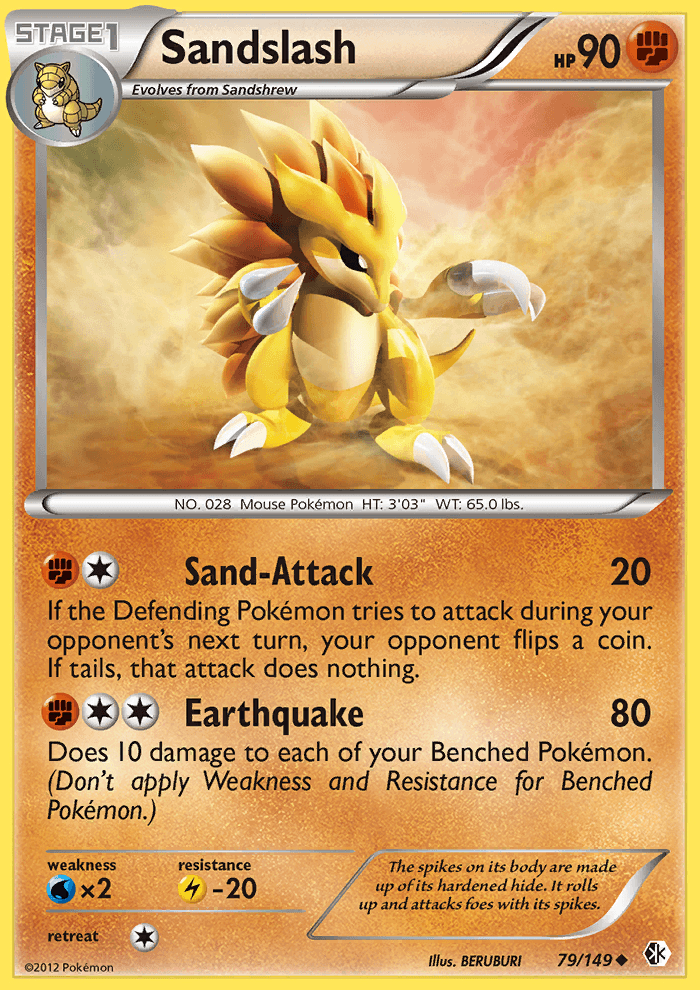 STAGE1
Sandslash
HP90
Evolves from Sandshrew
NO. 028 Mouse Pokémon HT: 3'03" WT: 65.0 lbs.
Sand-Attack 20
If the Defending Pokémon tries to attack during your
opponent's next turn, your opponent flips a coin.
If tails, that attack does nothing.
Earthquake 80
Does 10 damage to each of your Benched Pokémon.
(Don't apply Weakness and Resistance for Benched
Pokémon.)
weakness resistance
×2 -20
retreat
The spikes on its body are made
up of its hardened hide. It rolls
up and attacks foes with its spikes.
©2012 Pokémon
Illus. BERUBURI 79/149